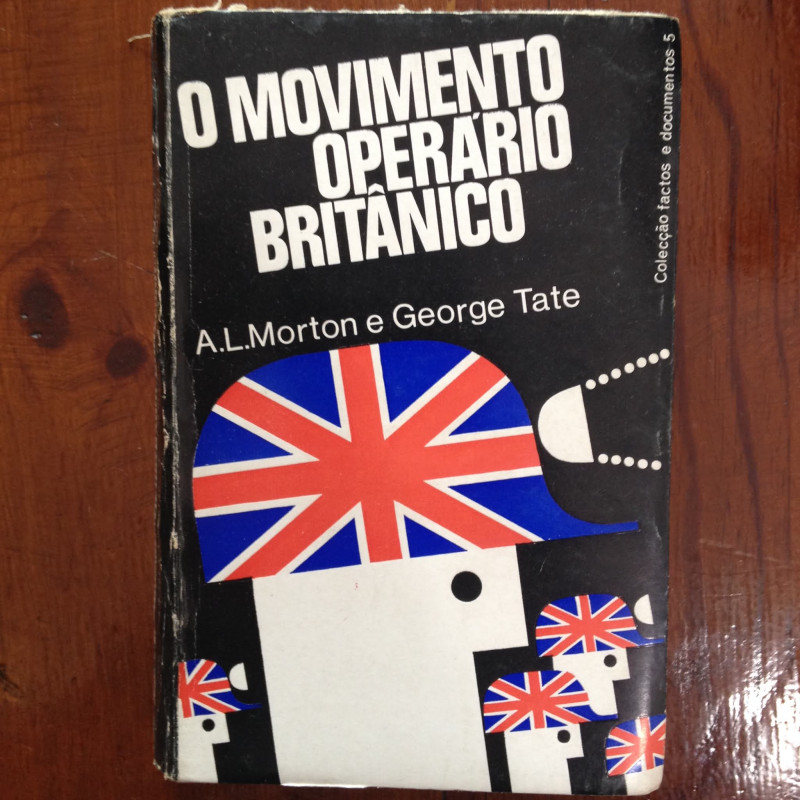 O MOVIMENTO
OPERÁRIO
BRITÂNICO
A.L.Morton e George Tate
Colecção factos e documentos 5